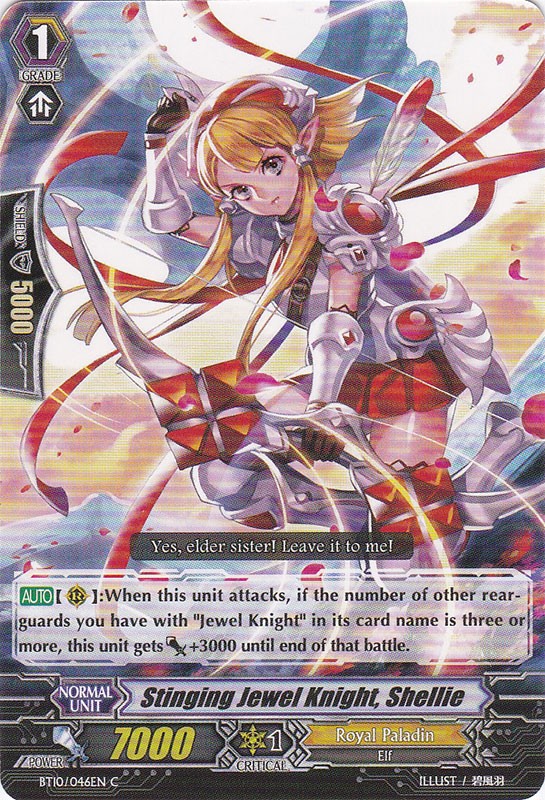 1
GRADE
SHIELD
5000
Yes, elder sister! Leave it to me!
AUTO【 R 】:When this unit attacks, if the number of other rear-
guards you have with "Jewel Knight" in its card name is three or
more, this unit gets +3000 until end of that battle.
NORMAL
UNIT
Stinging Jewel Knight, Shellie
POWER
7000
1
CRITICAL
Royal Paladin
Elf
BT10/046EN C
ILLUST / 碧風羽